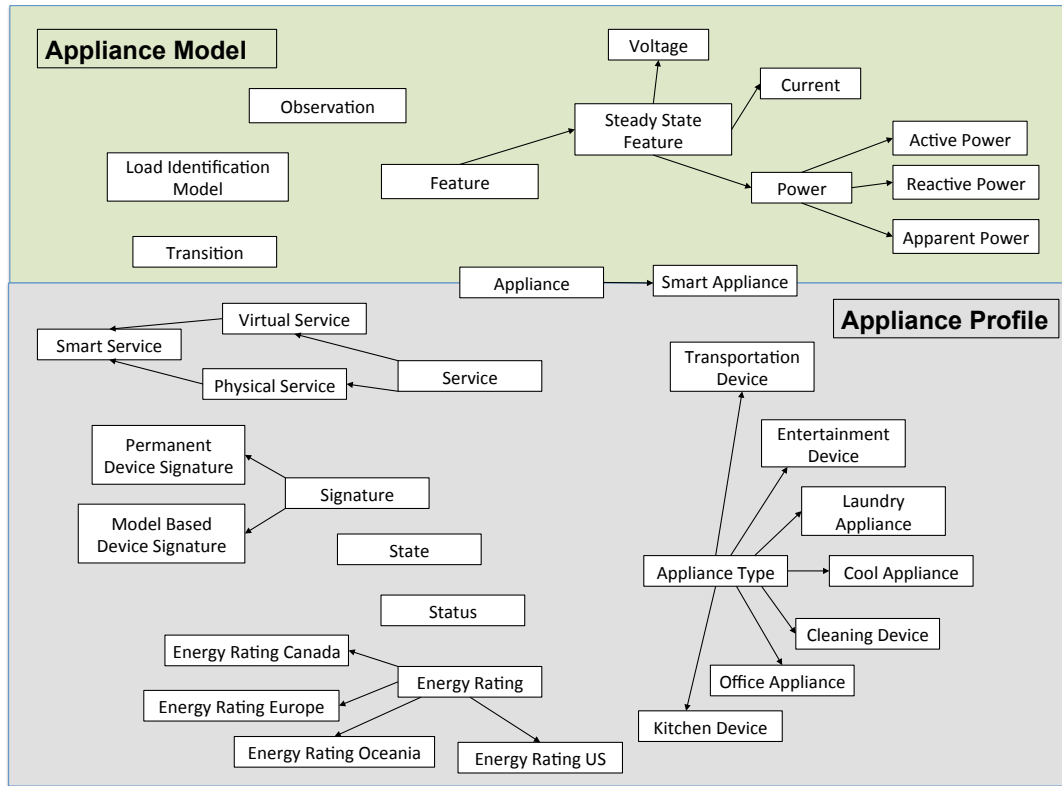 Appliance Model
Voltage
Current
Observation
Steady State
Feature
Active Power
Load Identification
Model
Feature
Power
Reactive Power
Transition
Apparent Power
Appliance
Smart Appliance
Appliance Profile
Virtual Service
Smart Service
Physical Service
Service
Transportation
Device
Permanent
Device Signature
Entertainment
Device
Signature
Laundry
Appliance
Model Based
Device Signature
State
Appliance Type
Cool Appliance
Status
Cleaning Device
Energy Rating Canada
Energy Rating
Office Appliance
Energy Rating Europe
Kitchen Device
Energy Rating Oceania
Energy Rating US